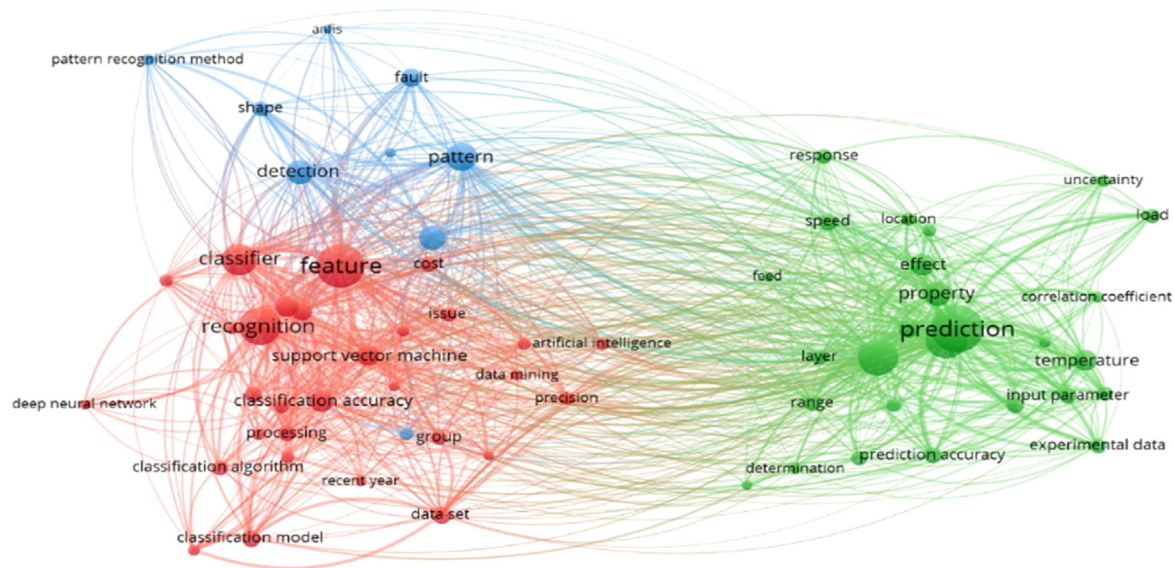 anfis
pattern recognition method
fault
shape
pattern
detection
response
uncertainty
load
speed
location
classifier
feature
cost
feed
effect
property
correlation coefficient
issue
recognition
prediction
artificial intelligence
support vector machine
layer
temperature
data mining
deep neural network
classification accuracy
precision
range
input parameter
processing
group
experimental data
prediction accuracy
classification algorithm
determination
recent year
data set
classification model